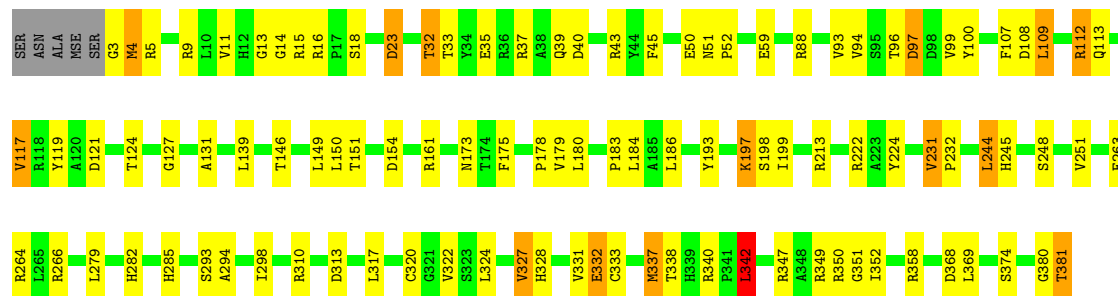 SER ASN ALA MSE SER G3 M4 R5 R9 L10 V11 H12 G13 G14 R15 R16 P17 S18 D23 T32 T33 Y34 E35 R36 R37 A38 Q39 D40 R43 Y44 F45 E50 N51 P52 E59 R88 V93 V94 S95 T96 D97 D98 V99 Y100 F107 D108 L109 R112 Q113
V117 R118 Y119 A120 D121 T124 G127 A131 L139 T146 L149 L150 T151 D154 R161 N173 T174 F175 P178 V179 L180 P183 L184 A185 L186 Y193 K197 S198 I199 R213 R222 A223 Y224 V231 P232 L244 H245 S248 V251
R264 L265 R266 L279 H282 H285 S293 A294 I298 R310 D313 L317 C320 G321 V322 S323 L324 V327 H328 V331 E332 G333 M337 T338 H339 R340 P341 L342 R347 A348 R349 R350 G351 I352 R358 D368 L369 S374 G380 T381